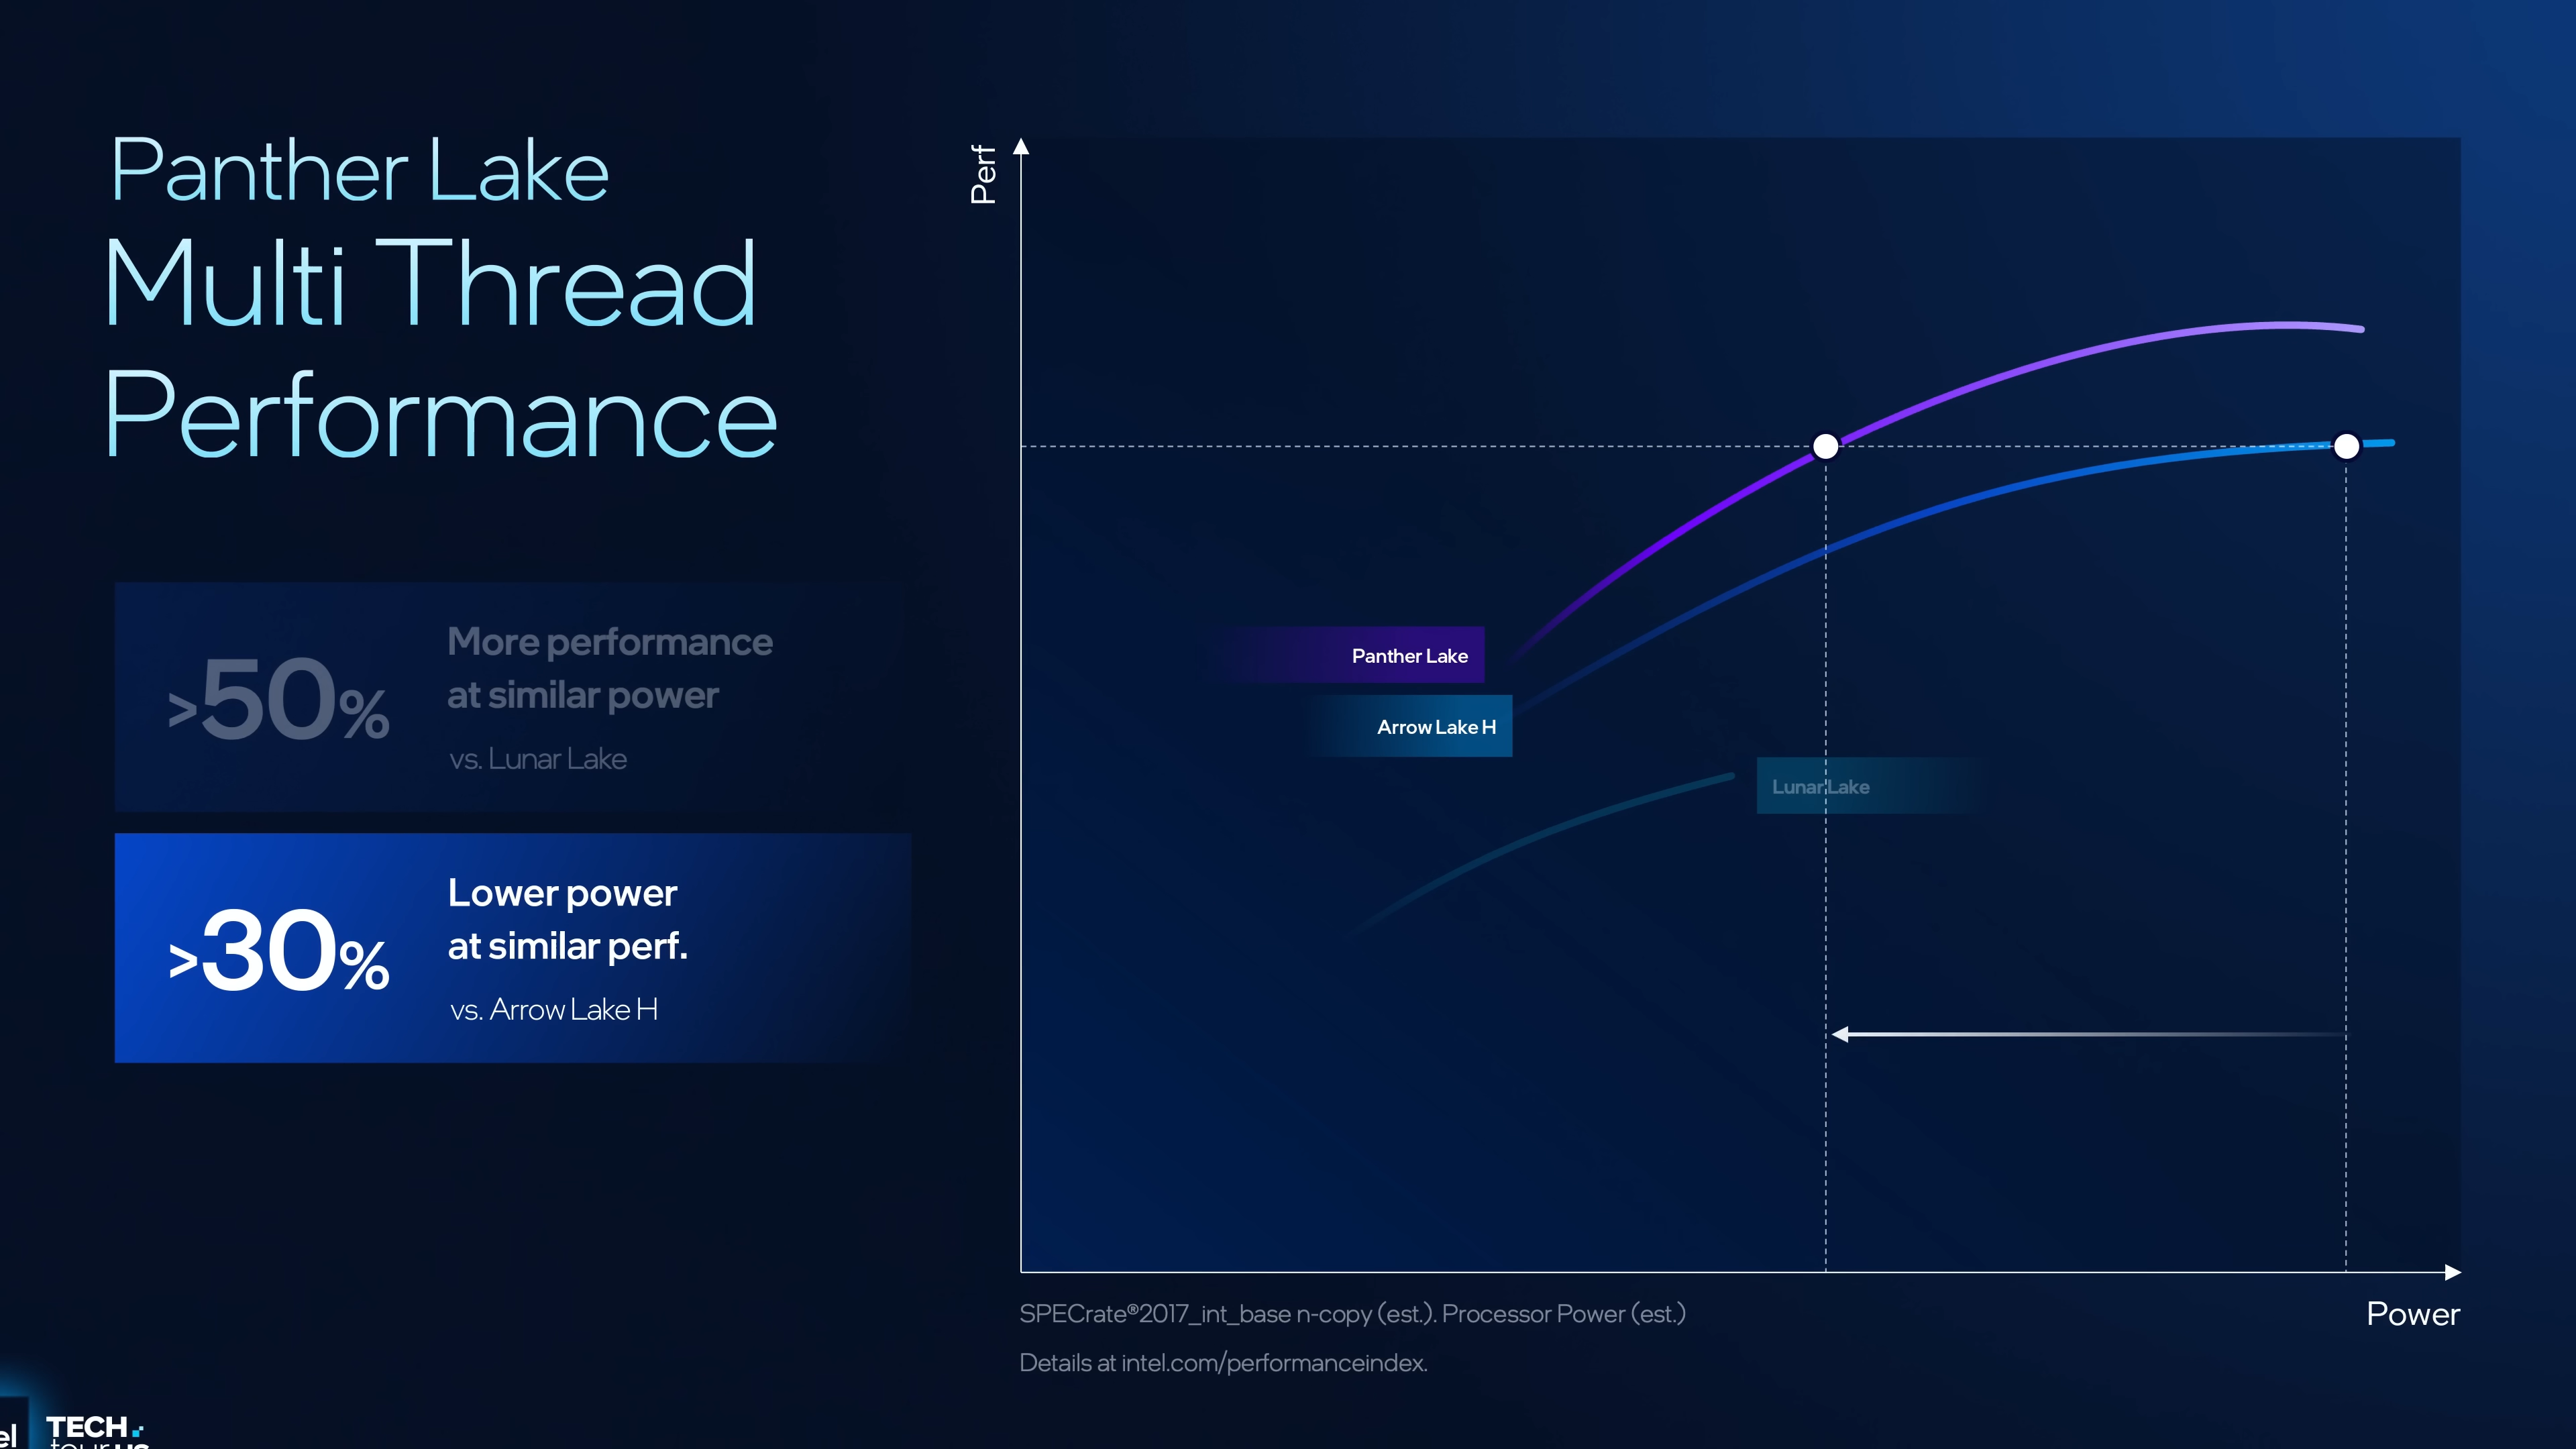 Panther Lake
Multi Thread
Performance
>50%
More performance
at similar power
vs. Lunar Lake
>30%
Lower power
at similar perf.
vs. Arrow Lake H
Perf
Panther Lake
Arrow Lake H
Lunar Lake
Power
SPECrate®2017_int_base n-copy (est.). Processor Power (est.)
Details at intel.com/performanceindex.
TECH